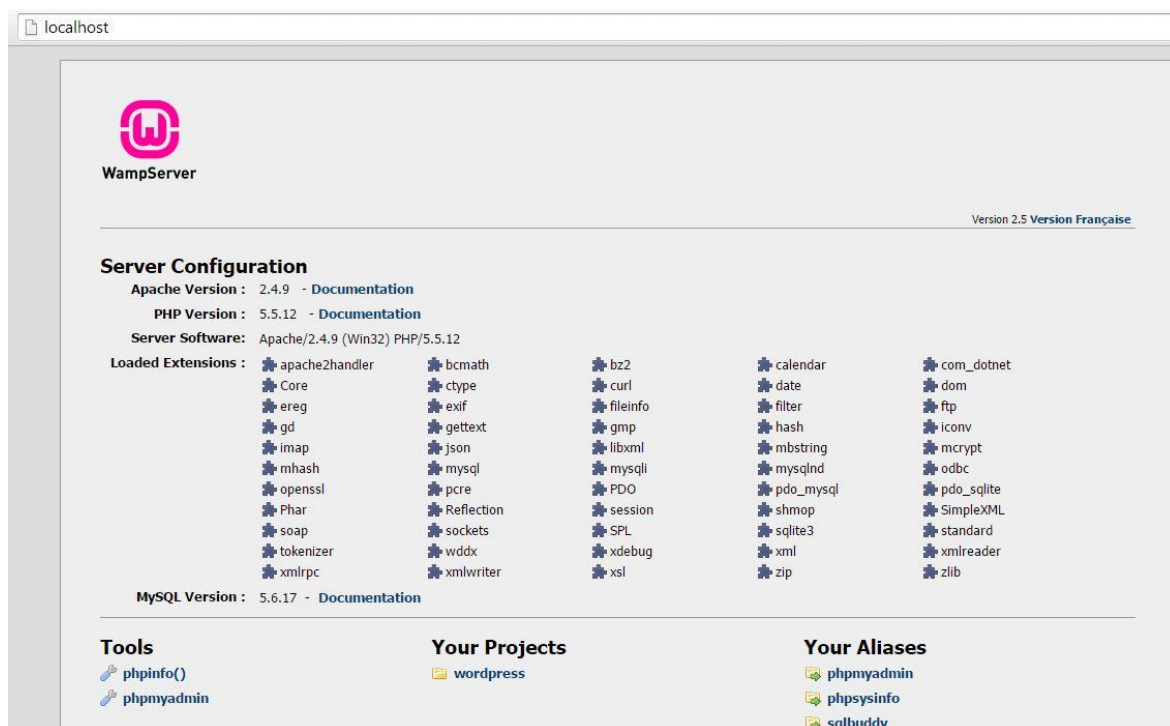 localhost
WampServer
Version 2.5 Version Française
Server Configuration
Apache Version : 2.4.9 - Documentation
PHP Version : 5.5.12 - Documentation
Server Software: Apache/2.4.9 (Win32) PHP/5.5.12
Loaded Extensions : apache2handler bcmath bz2 calendar com_dotnet
Core ctype curl date dom
ereg exif fileinfo filter ftp
gd gettext gmp hash iconv
imap json libxml mbstring mcrypt
mhash mysql mysqli mysqlnd odbc
openssl pcre PDO pdo_mysql pdo_sqlite
Phar Reflection session shmop SimpleXML
soap sockets SPL sqlite3 standard
tokenizer wddx xdebug xml xmlreader
xmlrpc xmlwriter xsl zip zlib
MySQL Version : 5.6.17 - Documentation
Tools Your Projects Your Aliases
phpinfo() wordpress phpmyadmin
phpmyadmin phpsysinfo
sqlbuddy